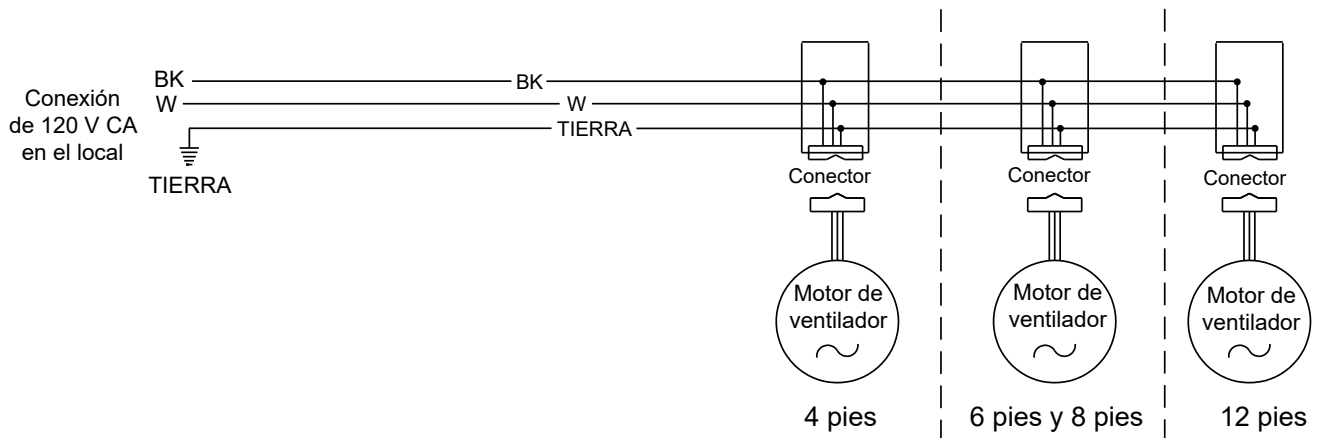 Conexión
de 120 V CA
en el local
BK
W
TIERRA
BK
W
TIERRA
Conector
Conector
Conector
Motor de
ventilador
Motor de
ventilador
Motor de
ventilador
4 pies
6 pies y 8 pies
12 pies